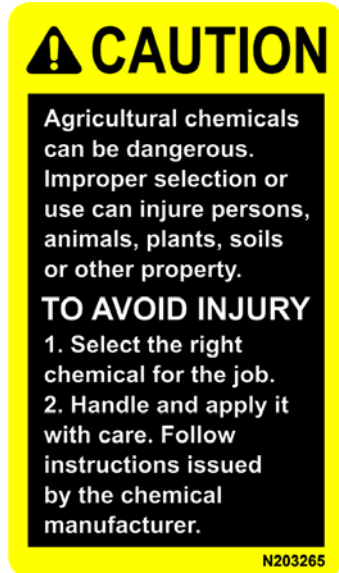 CAUTION
Agricultural chemicals
can be dangerous.
Improper selection or
use can injure persons,
animals, plants, soils
or other property.
TO AVOID INJURY
1. Select the right
chemical for the job.
2. Handle and apply it
with care. Follow
instructions issued
by the chemical
manufacturer.
N203265